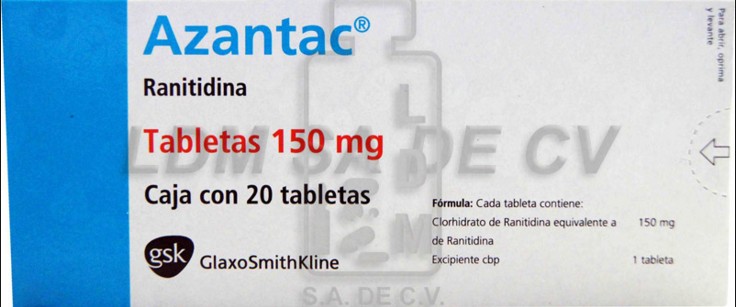 Azantac®
Ranitidina
Tabletas 150 mg
Caja con 20 tabletas
gsk GlaxoSmithKline
Fórmula: Cada tableta contiene:
Clorhidrato de Ranitidina equivalente a 150 mg
de Ranitidina
Excipiente cbp 1 tableta
Para abrir, oprima
y levante
LDM SA DE CV
LDM
S.A. DE C.V.